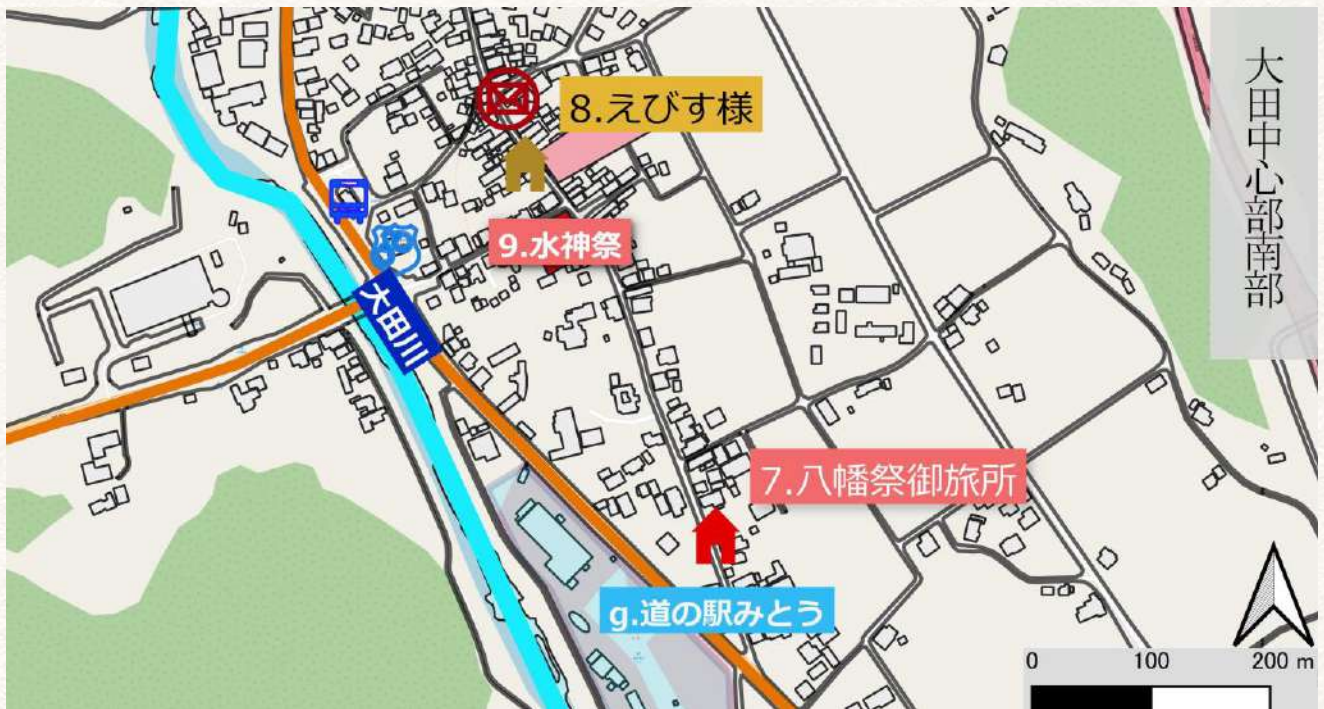 大田中心部南部
8.えびす様
9.水神祭
大田川
7.八幡祭御旅所
g.道の駅みとう
0 100 200 m